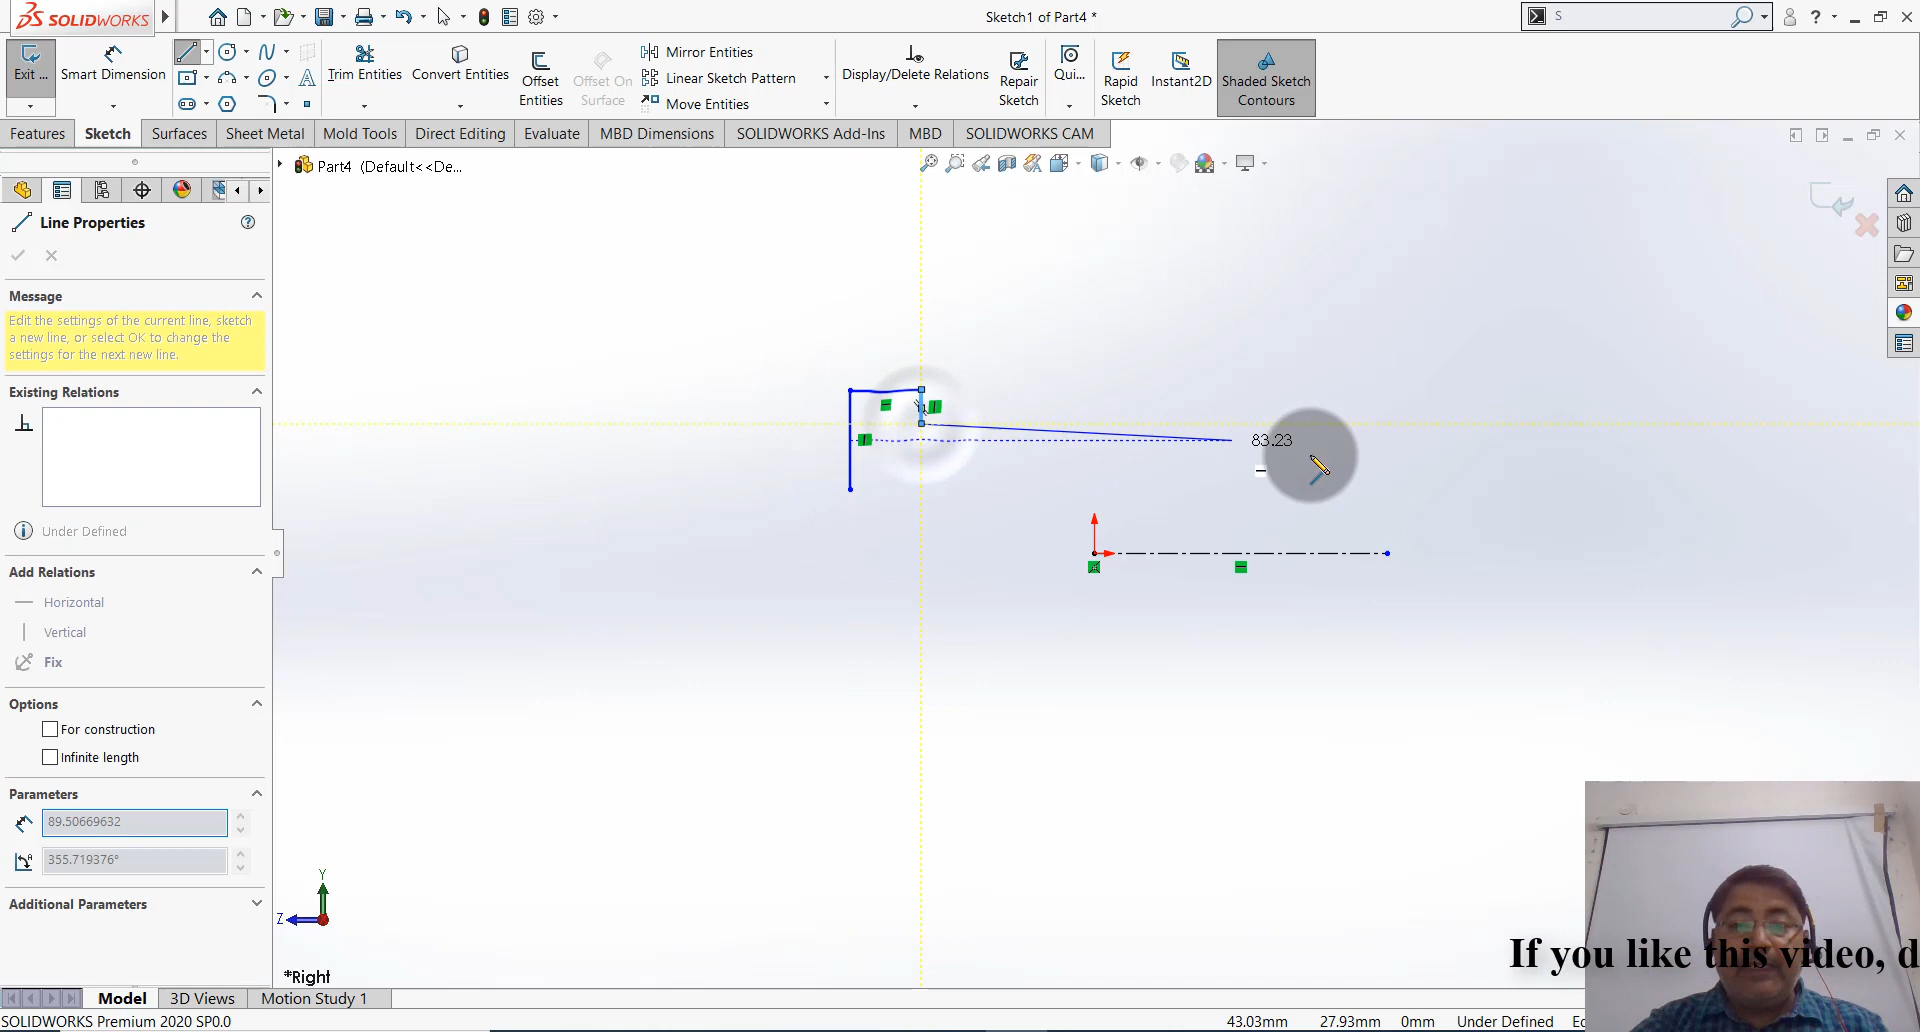 SOLIDWORKS
Sketch1 of Part4 *
S
Exit ...
Smart Dimension
Trim Entities
Convert Entities
Offset Entities
Offset On Surface
Mirror Entities
Linear Sketch Pattern
Move Entities
Display/Delete Relations
Repair Sketch
Qui...
Rapid Sketch
Instant2D
Shaded Sketch Contours
Features
Sketch
Surfaces
Sheet Metal
Mold Tools
Direct Editing
Evaluate
MBD Dimensions
SOLIDWORKS Add-Ins
MBD
SOLIDWORKS CAM
Part4 (Default<<De...
Line Properties
Message
Edit the settings of the current line, sketch
a new line, or select OK to change the
settings for the next new line.
Existing Relations
Under Defined
Add Relations
Horizontal
Vertical
Fix
Options
For construction
Infinite length
Parameters
89.50669632
355.719376°
Additional Parameters
83.23
Y
Z
*Right
If you like this video, d
Model
3D Views
Motion Study 1
SOLIDWORKS Premium 2020 SP0.0
43.03mm
27.93mm
0mm
Under Defined